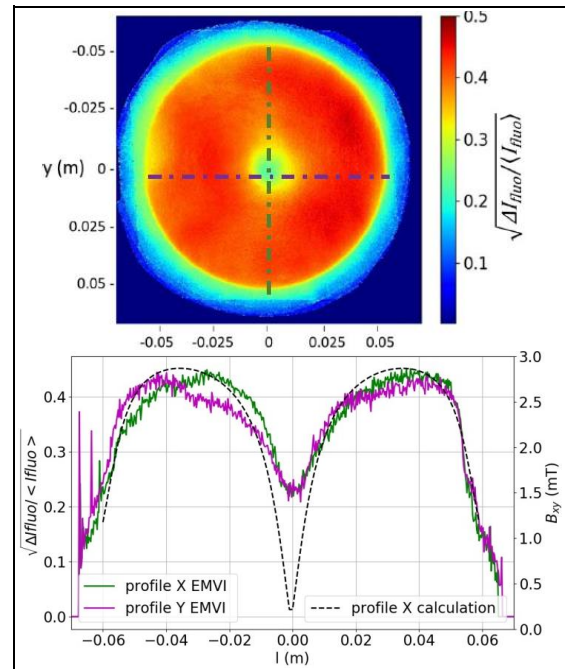 -0.05
-0.025
y (m) 0
0.025
0.05
-0.05 -0.025 0 0.025 0.05
0.5
0.4
0.3
0.2
0.1
√ΔI_fluo/⟨I_fluo⟩
0.4
0.3
0.2
0.1
0.0
√ΔIfluo/ < Ifluo >
3.0
2.5
2.0
1.5
1.0
0.5
0.0
B_xy (mT)
profile X EMVI
profile Y EMVI
profile X calculation
−0.06 −0.04 −0.02 0.00 0.02 0.04 0.06
l (m)